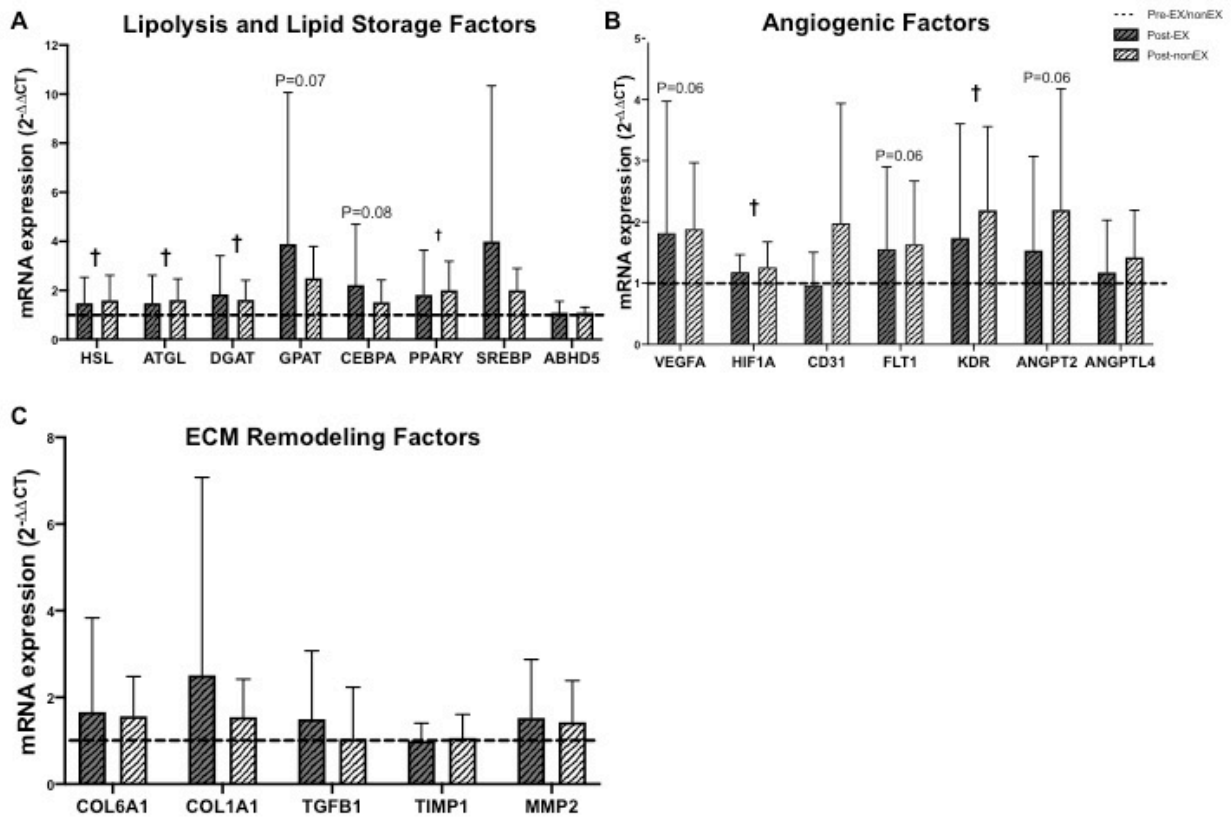 A
Lipolysis and Lipid Storage Factors
mRNA expression (2-ΔΔCT)
12
10
8
6
4
2
0
†
†
†
P=0.07
P=0.08
†
HSL ATGL DGAT GPAT CEBPA PPARY SREBP ABHD5
B
Angiogenic Factors
Pre-EX/nonEX
Post-EX
Post-nonEX
mRNA expression (2-ΔΔCT)
5
4
3
2
1
0
P=0.06
†
P=0.06
†
P=0.06
VEGFA HIF1A CD31 FLT1 KDR ANGPT2 ANGPTL4
C
ECM Remodeling Factors
mRNA expression (2-ΔΔCT)
8
6
4
2
0
COL6A1 COL1A1 TGFB1 TIMP1 MMP2